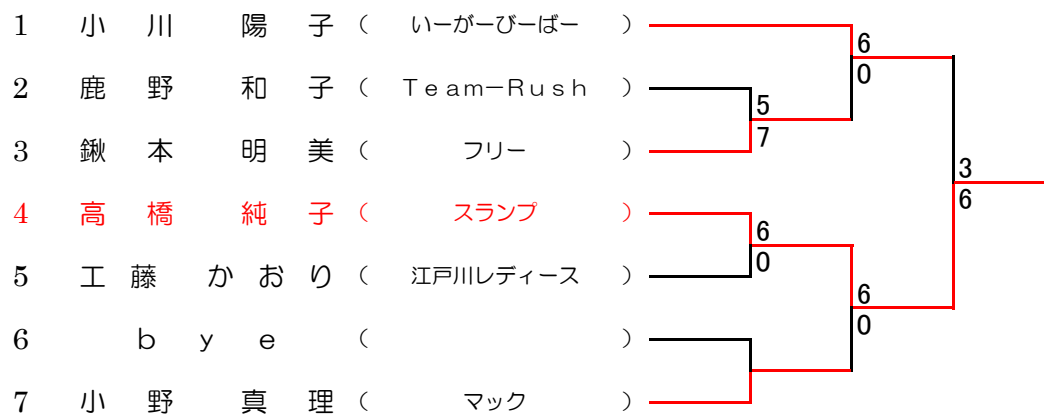 1 小川 陽子 ( いーがーびーばー )
6
0
2 鹿野 和子 ( Team−Rush )
5
7
3 鍬本 明美 ( フリー )
3
6
4 高橋 純子 ( スランプ )
6
0
5 工藤 かおり ( 江戸川レディース )
6
0
6 bye ( )
7 小野 真理 ( マック )